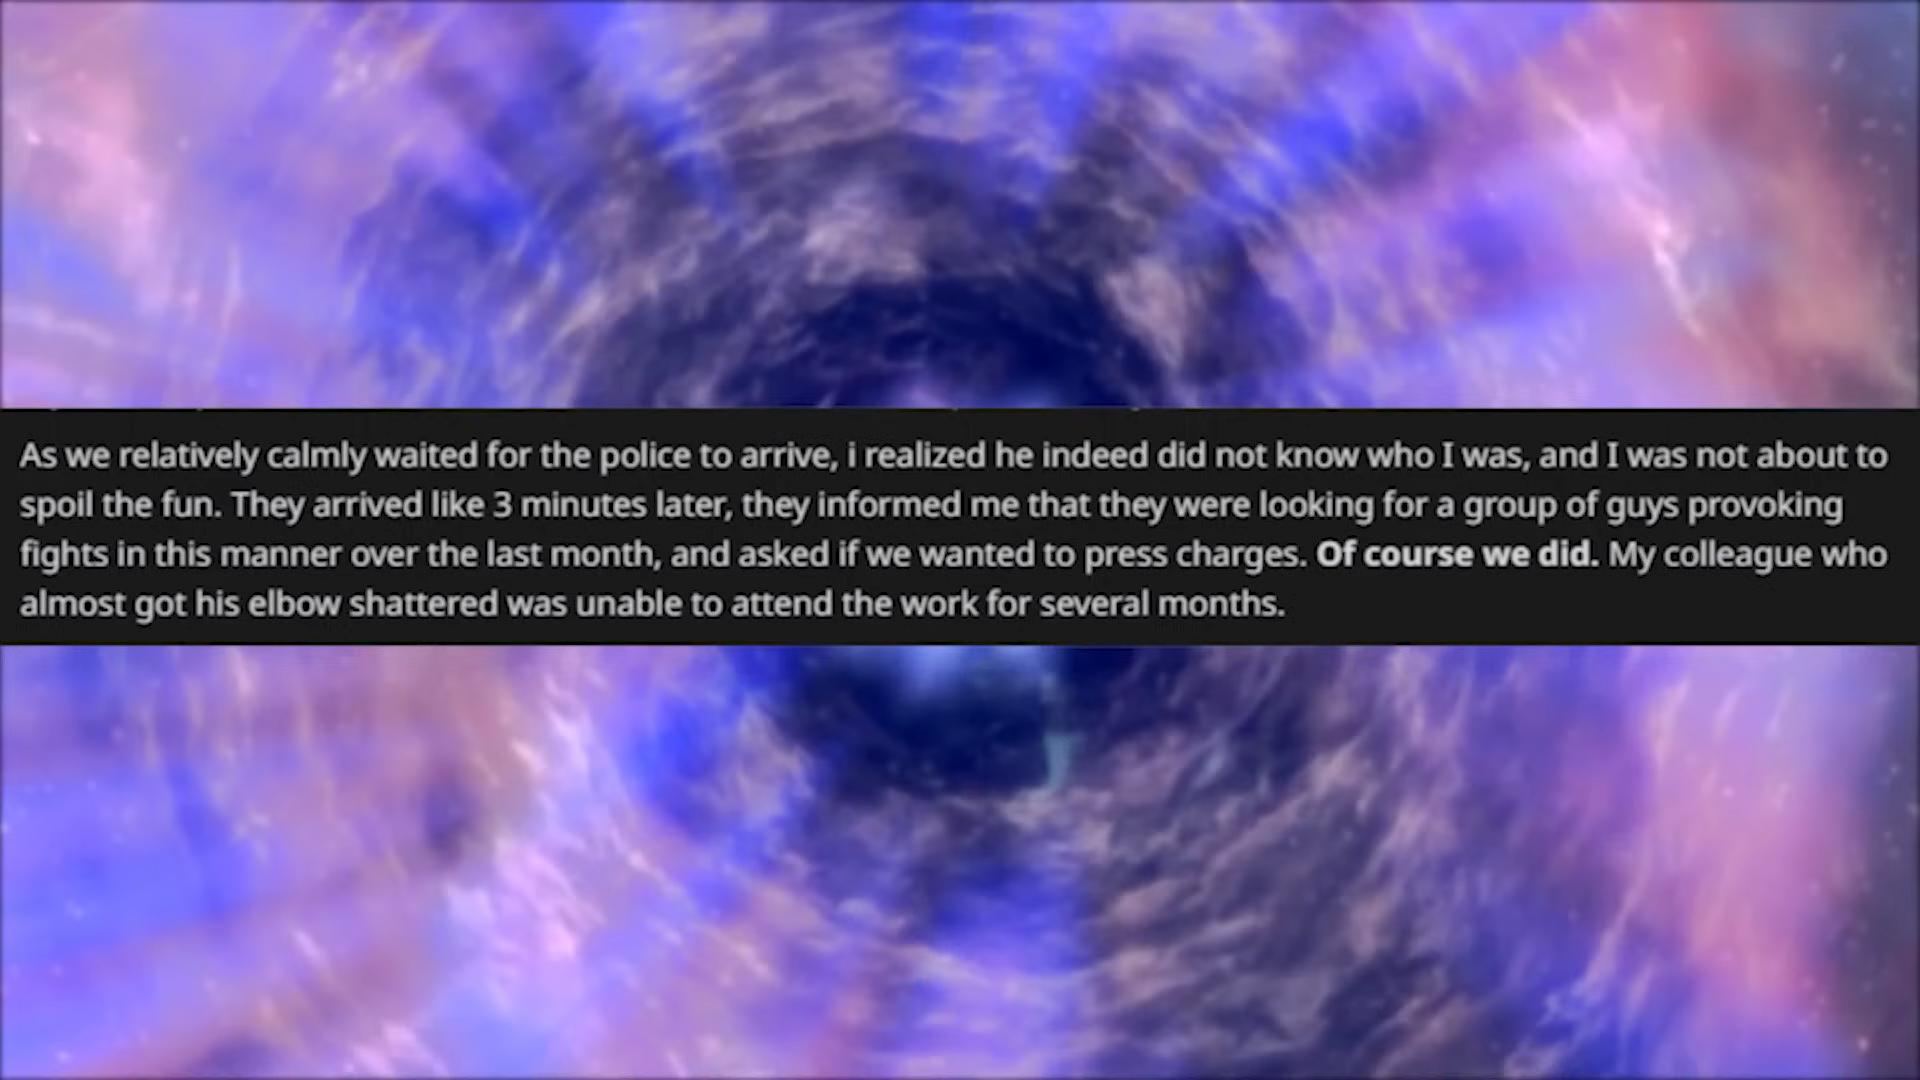 As we relatively calmly waited for the police to arrive, i realized he indeed did not know who I was, and I was not about to
spoil the fun. They arrived like 3 minutes later, they informed me that they were looking for a group of guys provoking
fights in this manner over the last month, and asked if we wanted to press charges. Of course we did. My colleague who
almost got his elbow shattered was unable to attend the work for several months.